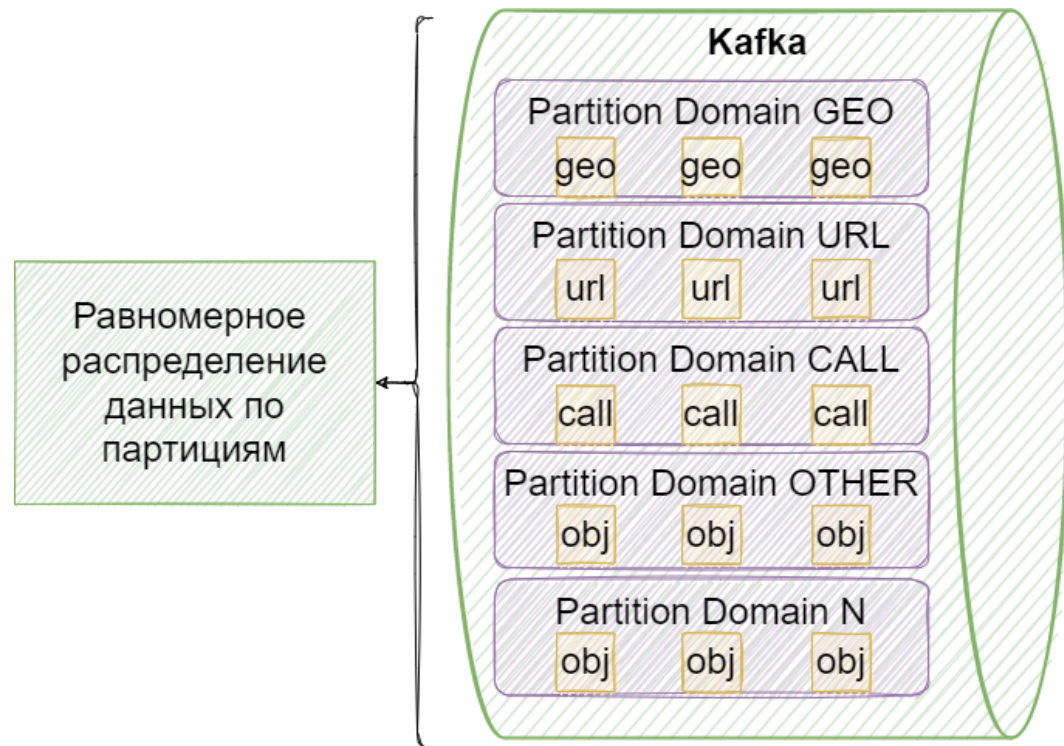 Kafka
Partition Domain GEO
geo geo geo
Partition Domain URL
url url url
Partition Domain CALL
call call call
Partition Domain OTHER
obj obj obj
Partition Domain N
obj obj obj
Равномерное
распределение
данных по
партициям